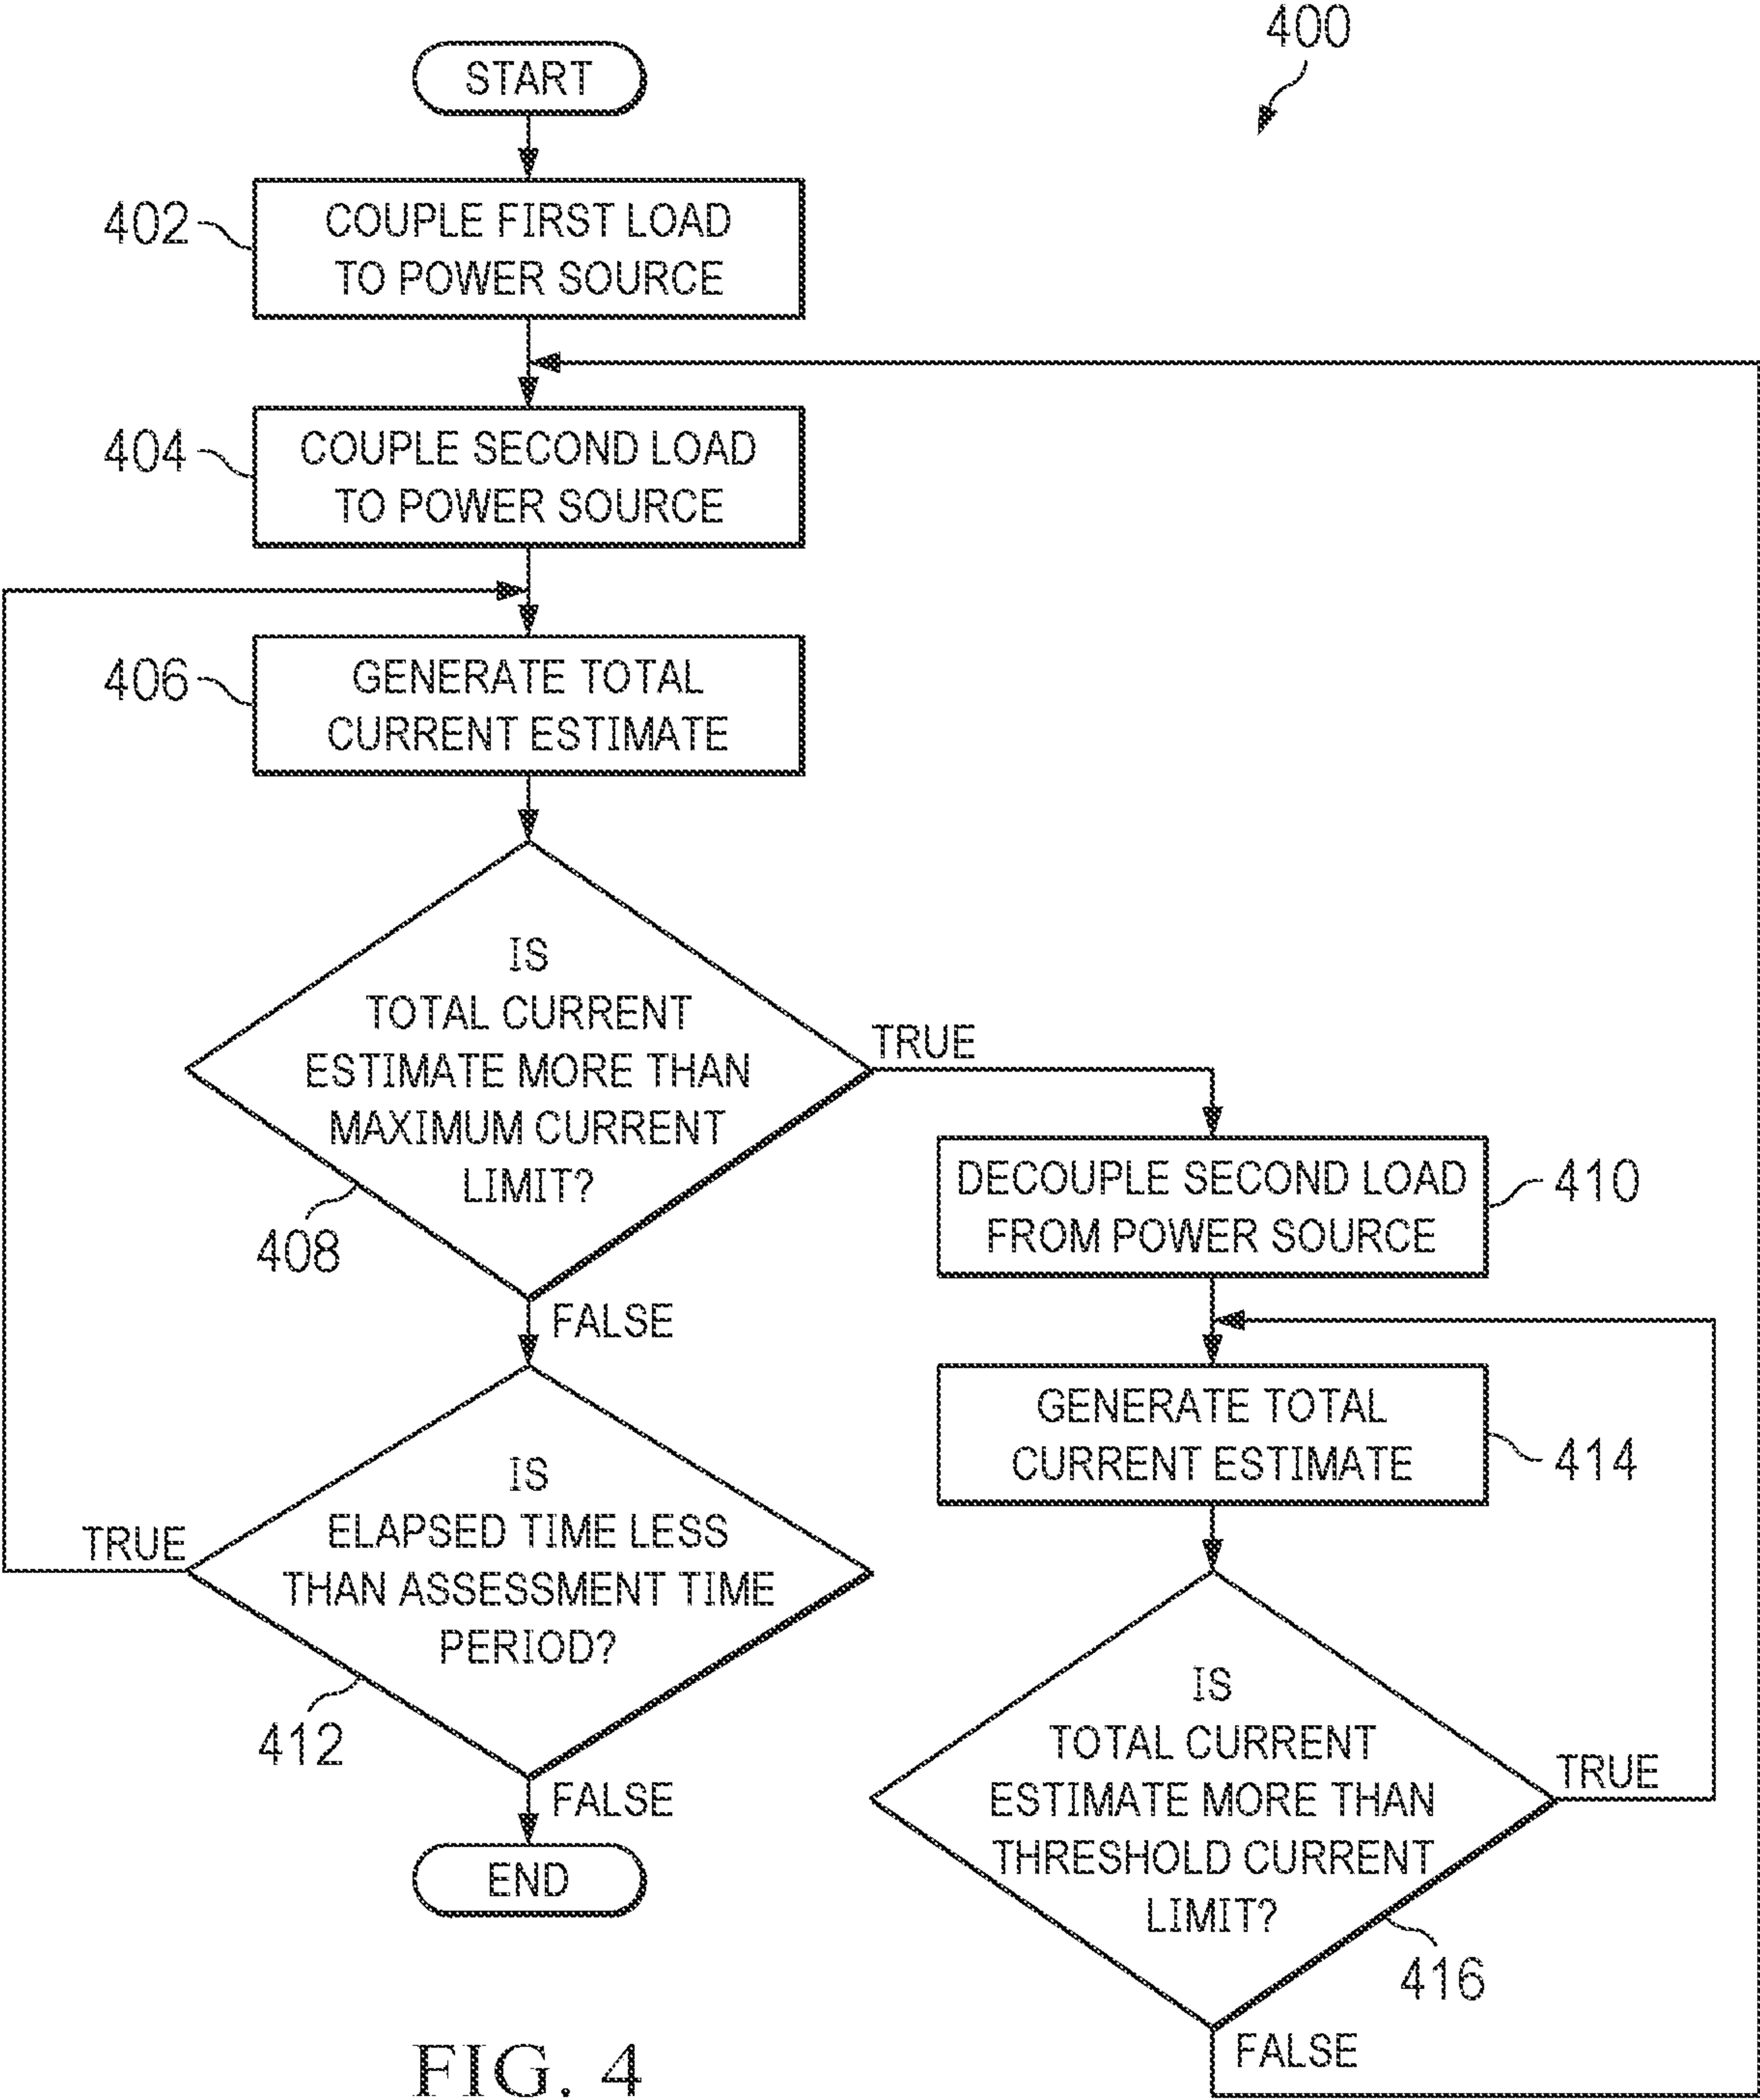 400
START
402
COUPLE FIRST LOAD
TO POWER SOURCE
404
COUPLE SECOND LOAD
TO POWER SOURCE
406
GENERATE TOTAL
CURRENT ESTIMATE
IS
TOTAL CURRENT
ESTIMATE MORE THAN
MAXIMUM CURRENT
LIMIT?
408
TRUE
FALSE
DECOUPLE SECOND LOAD
FROM POWER SOURCE
410
GENERATE TOTAL
CURRENT ESTIMATE
414
IS
ELAPSED TIME LESS
THAN ASSESSMENT TIME
PERIOD?
TRUE
412
FALSE
END
IS
TOTAL CURRENT
ESTIMATE MORE THAN
THRESHOLD CURRENT
LIMIT?
TRUE
416
FALSE
FIG. 4